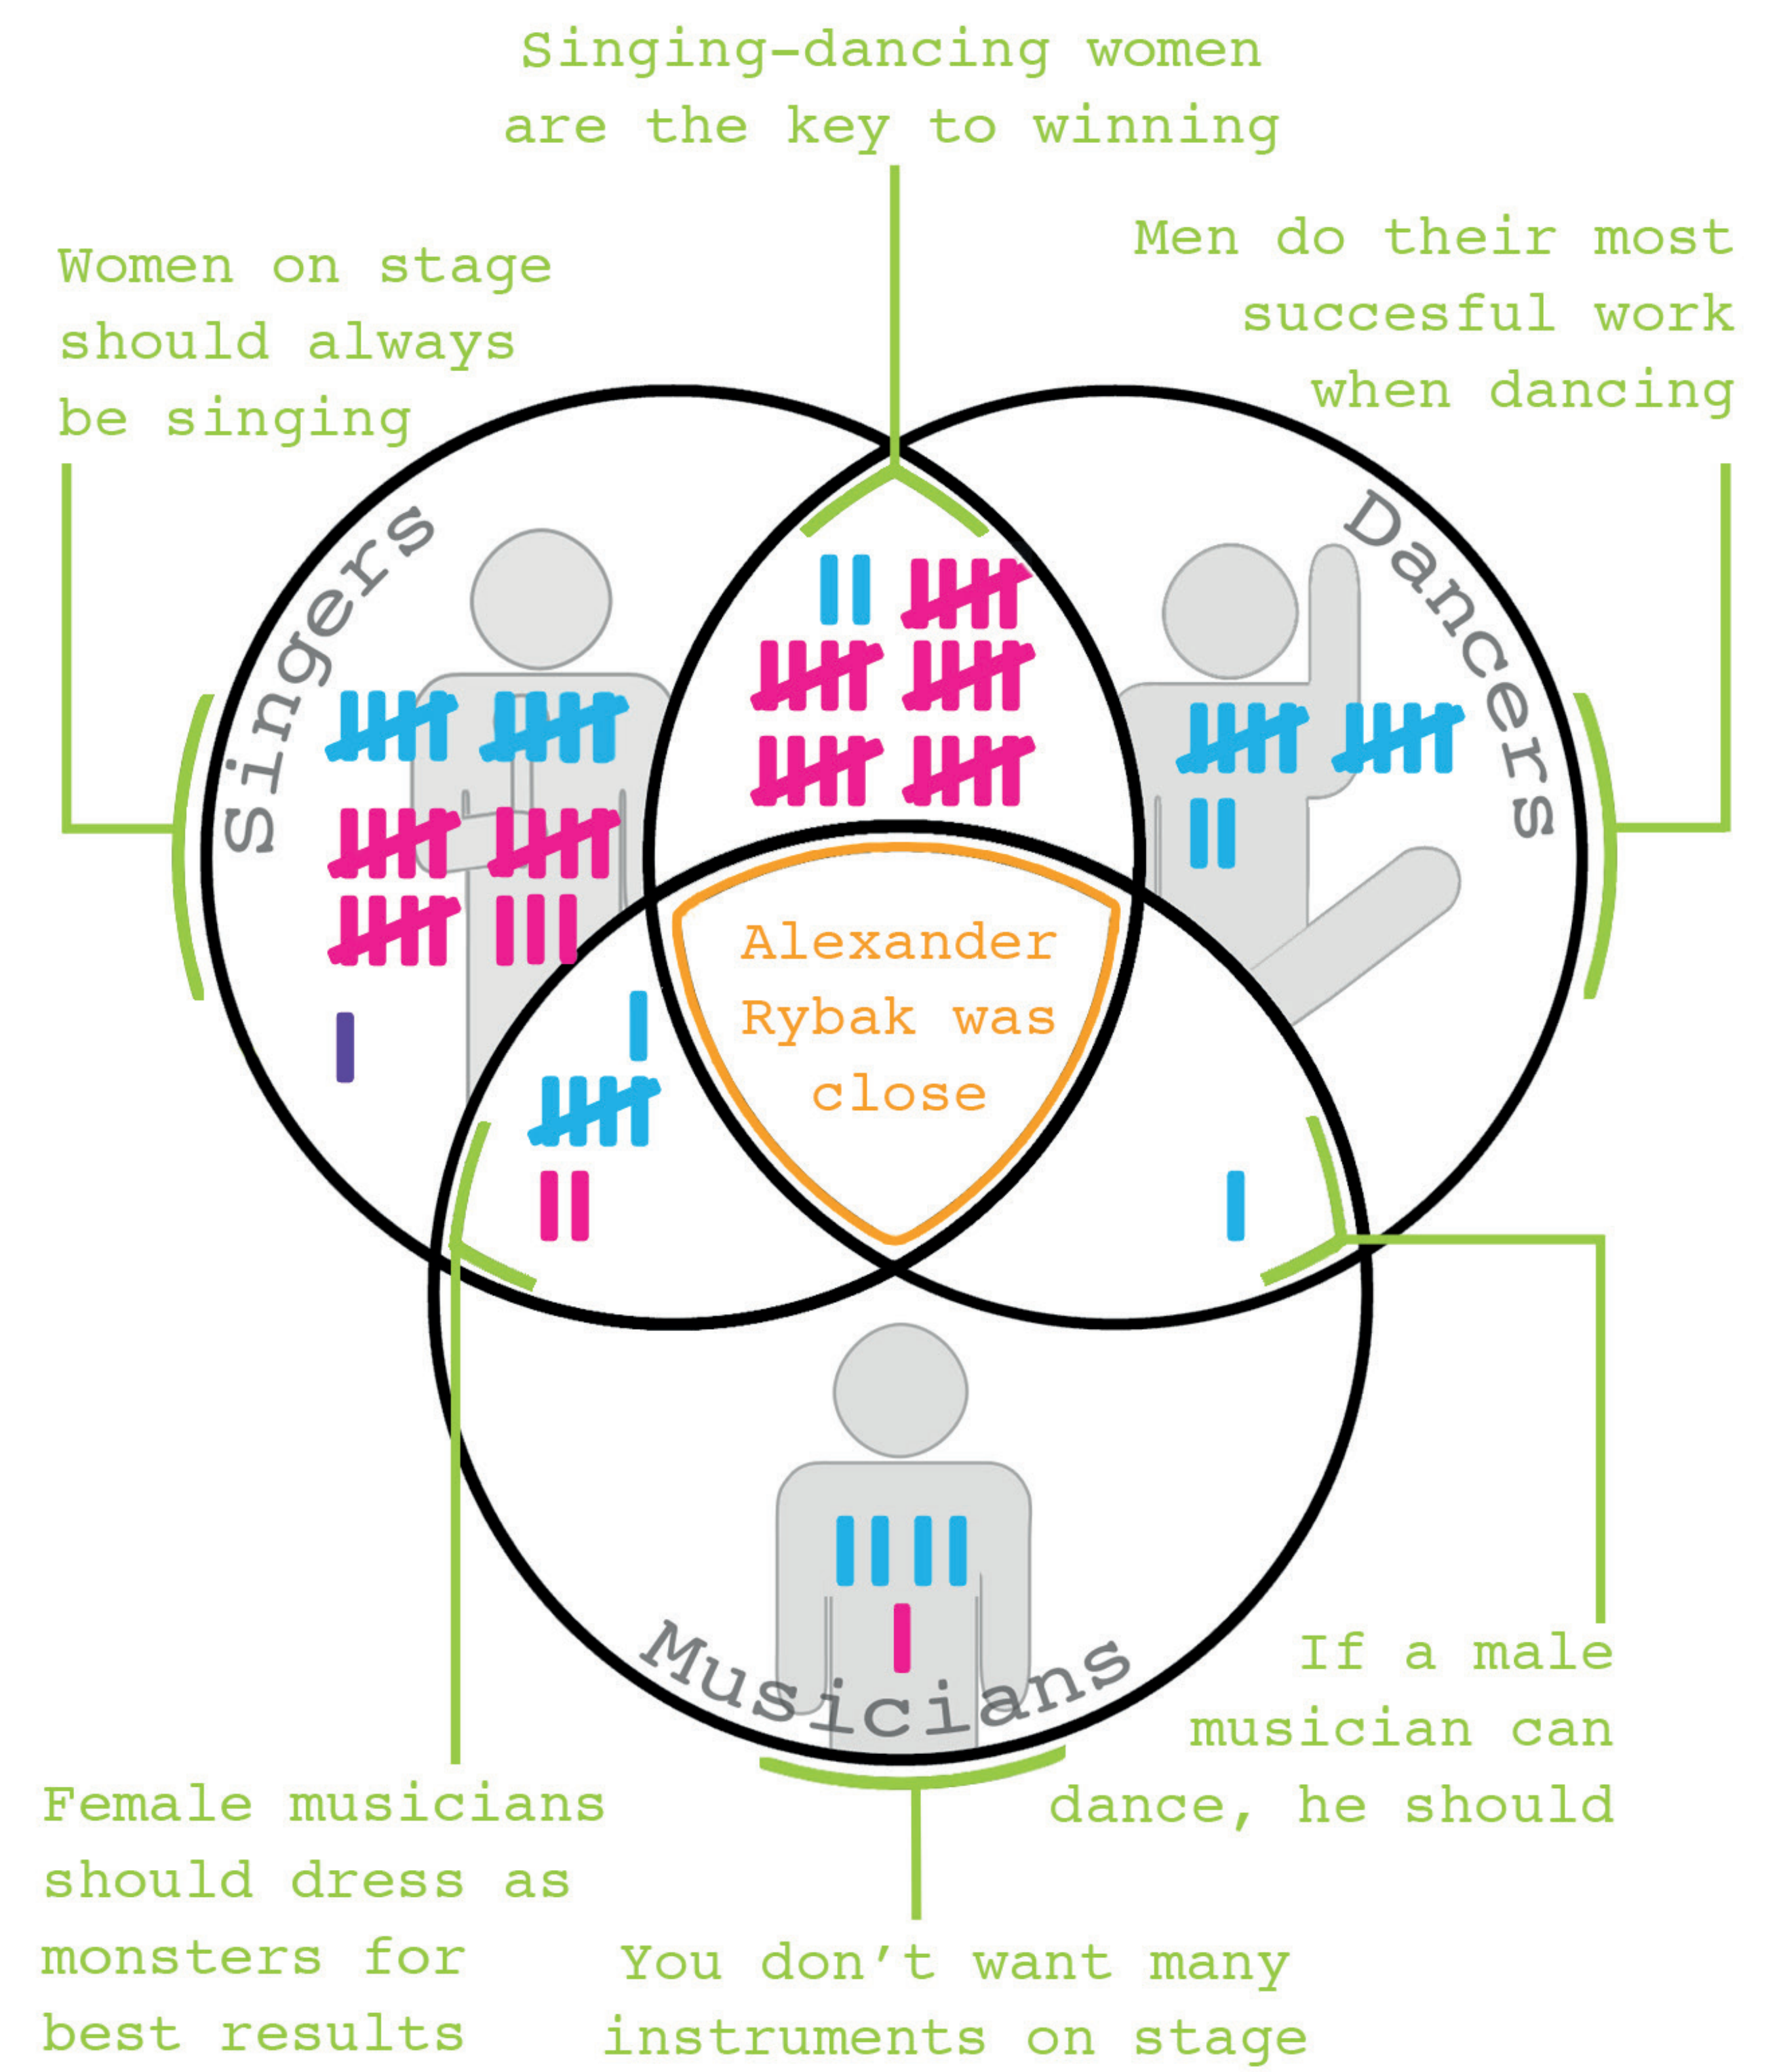 Singing-dancing women
are the key to winning
Women on stage
should always
be singing
Men do their most
succesful work
when dancing
Singers
Dancers
Alexander
Rybak was
close
Musicians
If a male
musician can
dance, he should
Female musicians
should dress as
monsters for
best results
You don't want many
instruments on stage